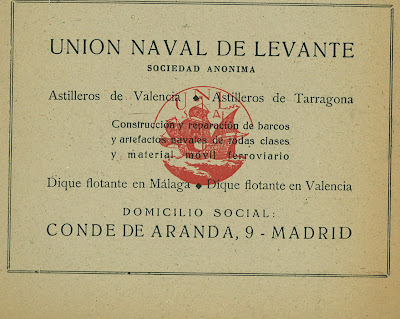 UNION NAVAL DE LEVANTE
SOCIEDAD ANONIMA
Astilleros de Valencia ◆ Astilleros de Tarragona
U.N.L.
Construcción y reparación de barcos
y artefactos navales de todas clases
y material móvil ferroviario
Dique flotante en Málaga ◆ Dique flotante en Valencia
DOMICILIO SOCIAL:
CONDE DE ARANDA, 9 - MADRID